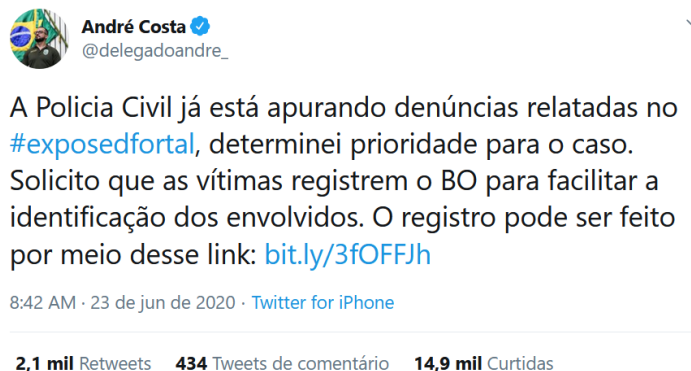 André Costa
@delegadoandre_
A Policia Civil já está apurando denúncias relatadas no
#exposedfortal, determinei prioridade para o caso.
Solicito que as vítimas registrem o BO para facilitar a
identificação dos envolvidos. O registro pode ser feito
por meio desse link: bit.ly/3fOFFJh
8:42 AM · 23 de jun de 2020 · Twitter for iPhone
2,1 mil Retweets 434 Tweets de comentário 14,9 mil Curtidas